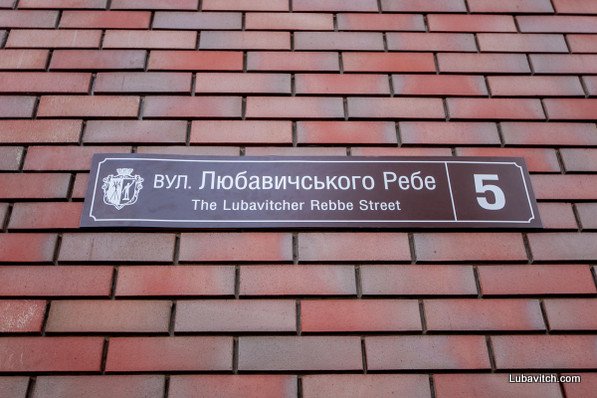 вул. Любавичського Ребе
The Lubavitcher Rebbe Street
5
Lubavitch.com